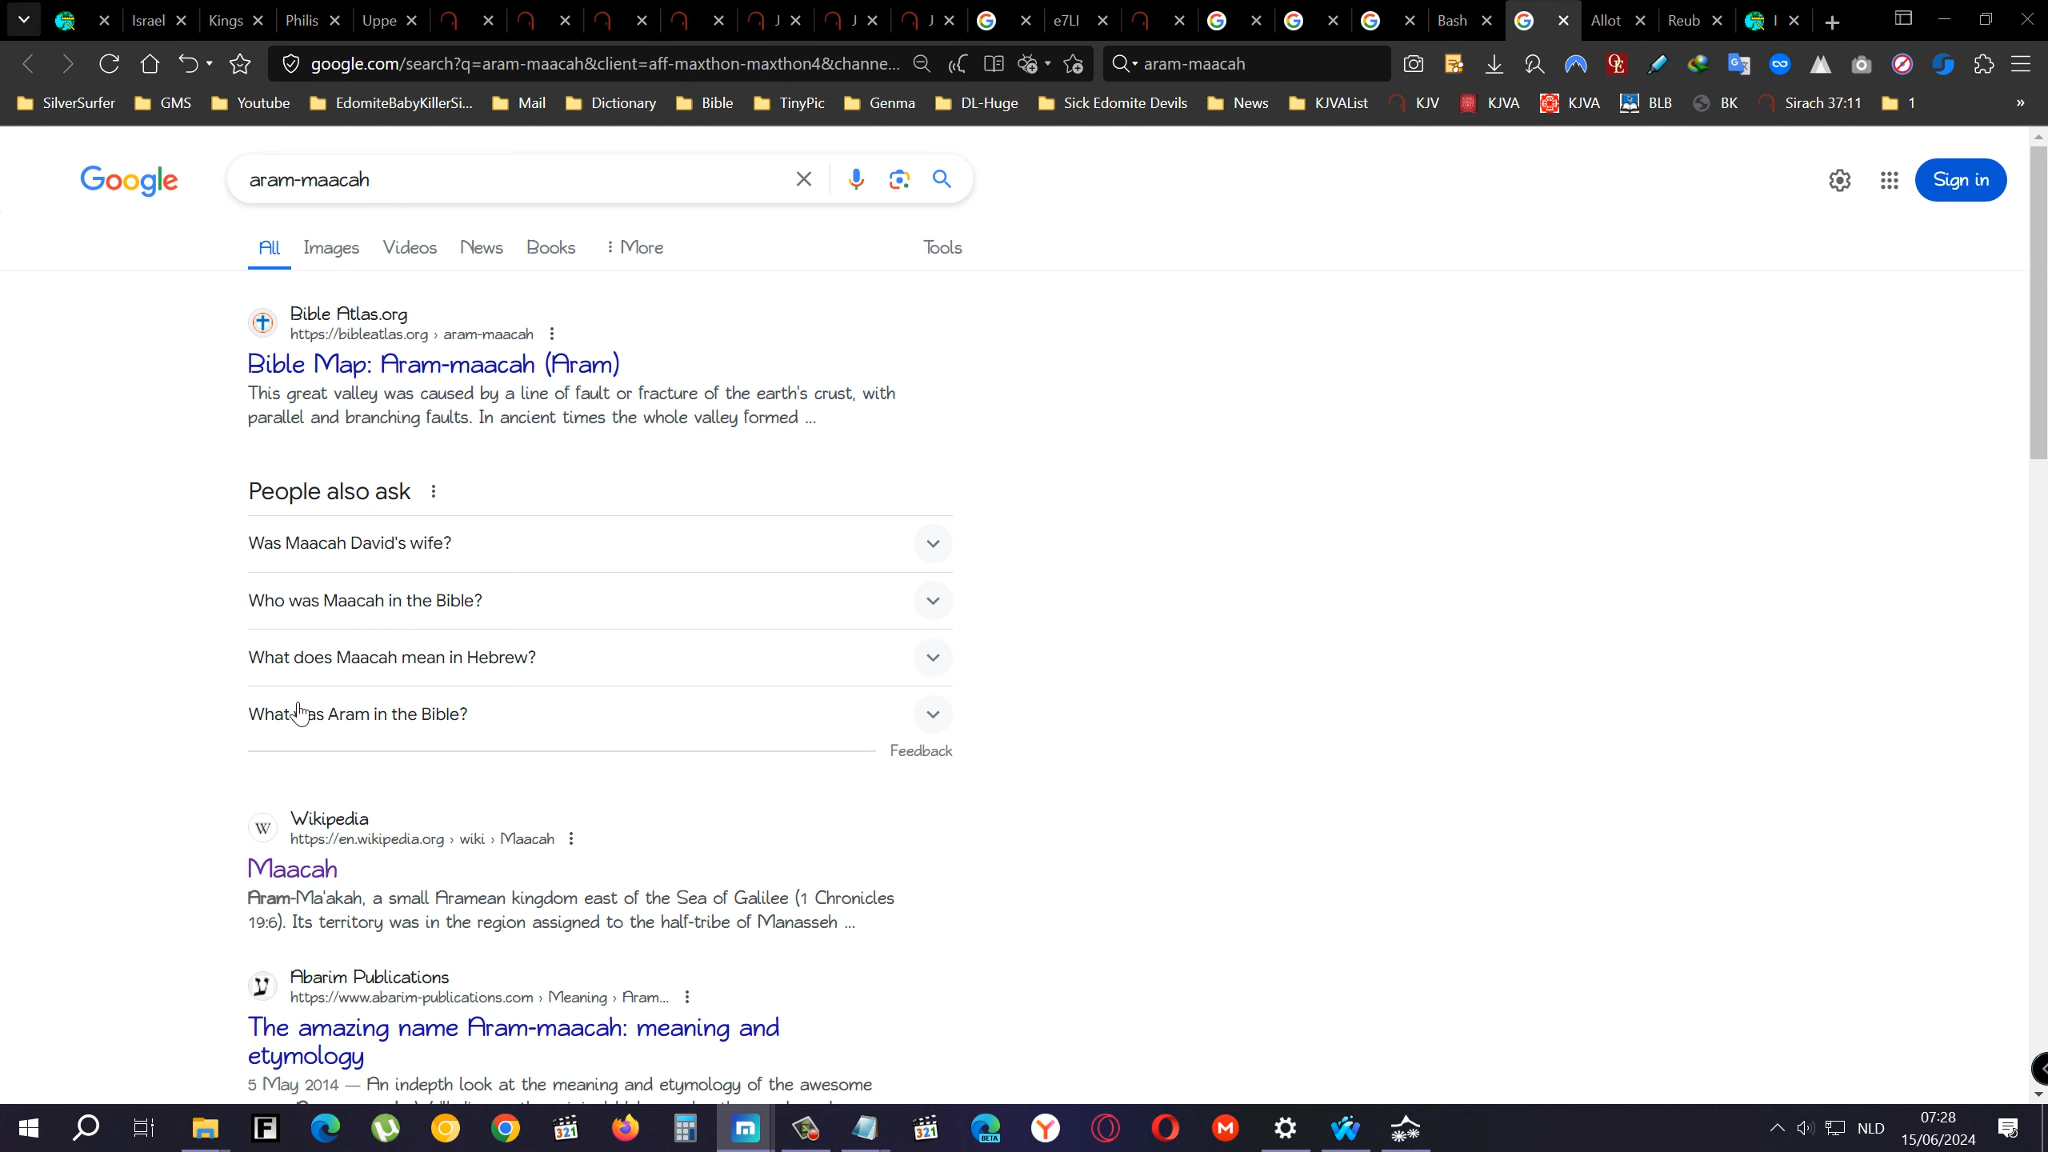 Israel Kings Philis Uppe J J J e7LI Bash Allot Reub I
google.com/search?q=aram-maacah&client=aff-maxthon-maxthon4&channe... aram-maacah
SilverSurfer GMS Youtube EdomiteBabyKillerSi... Mail Dictionary Bible TinyPic Genma DL-Huge Sick Edomite Devils News KJVAList KJV KJVA KJVA BLB BK Sirach 37:11 1 »
Google aram-maacah Sign in
All Images Videos News Books More Tools
Bible Atlas.org
https://bibleatlas.org › aram-maacah
Bible Map: Aram-maacah (Aram)
This great valley was caused by a line of fault or fracture of the earth's crust, with
parallel and branching faults. In ancient times the whole valley formed ...
People also ask
Was Maacah David's wife?
Who was Maacah in the Bible?
What does Maacah mean in Hebrew?
What was Aram in the Bible?
Feedback
Wikipedia
https://en.wikipedia.org › wiki › Maacah
Maacah
Aram-Ma'akah, a small Aramean kingdom east of the Sea of Galilee (1 Chronicles
19:6). Its territory was in the region assigned to the half-tribe of Manasseh ...
Abarim Publications
https://www.abarim-publications.com › Meaning › Aram...
The amazing name Aram-maacah: meaning and
etymology
5 May 2014 — An indepth look at the meaning and etymology of the awesome
NLD 07:28
15/06/2024